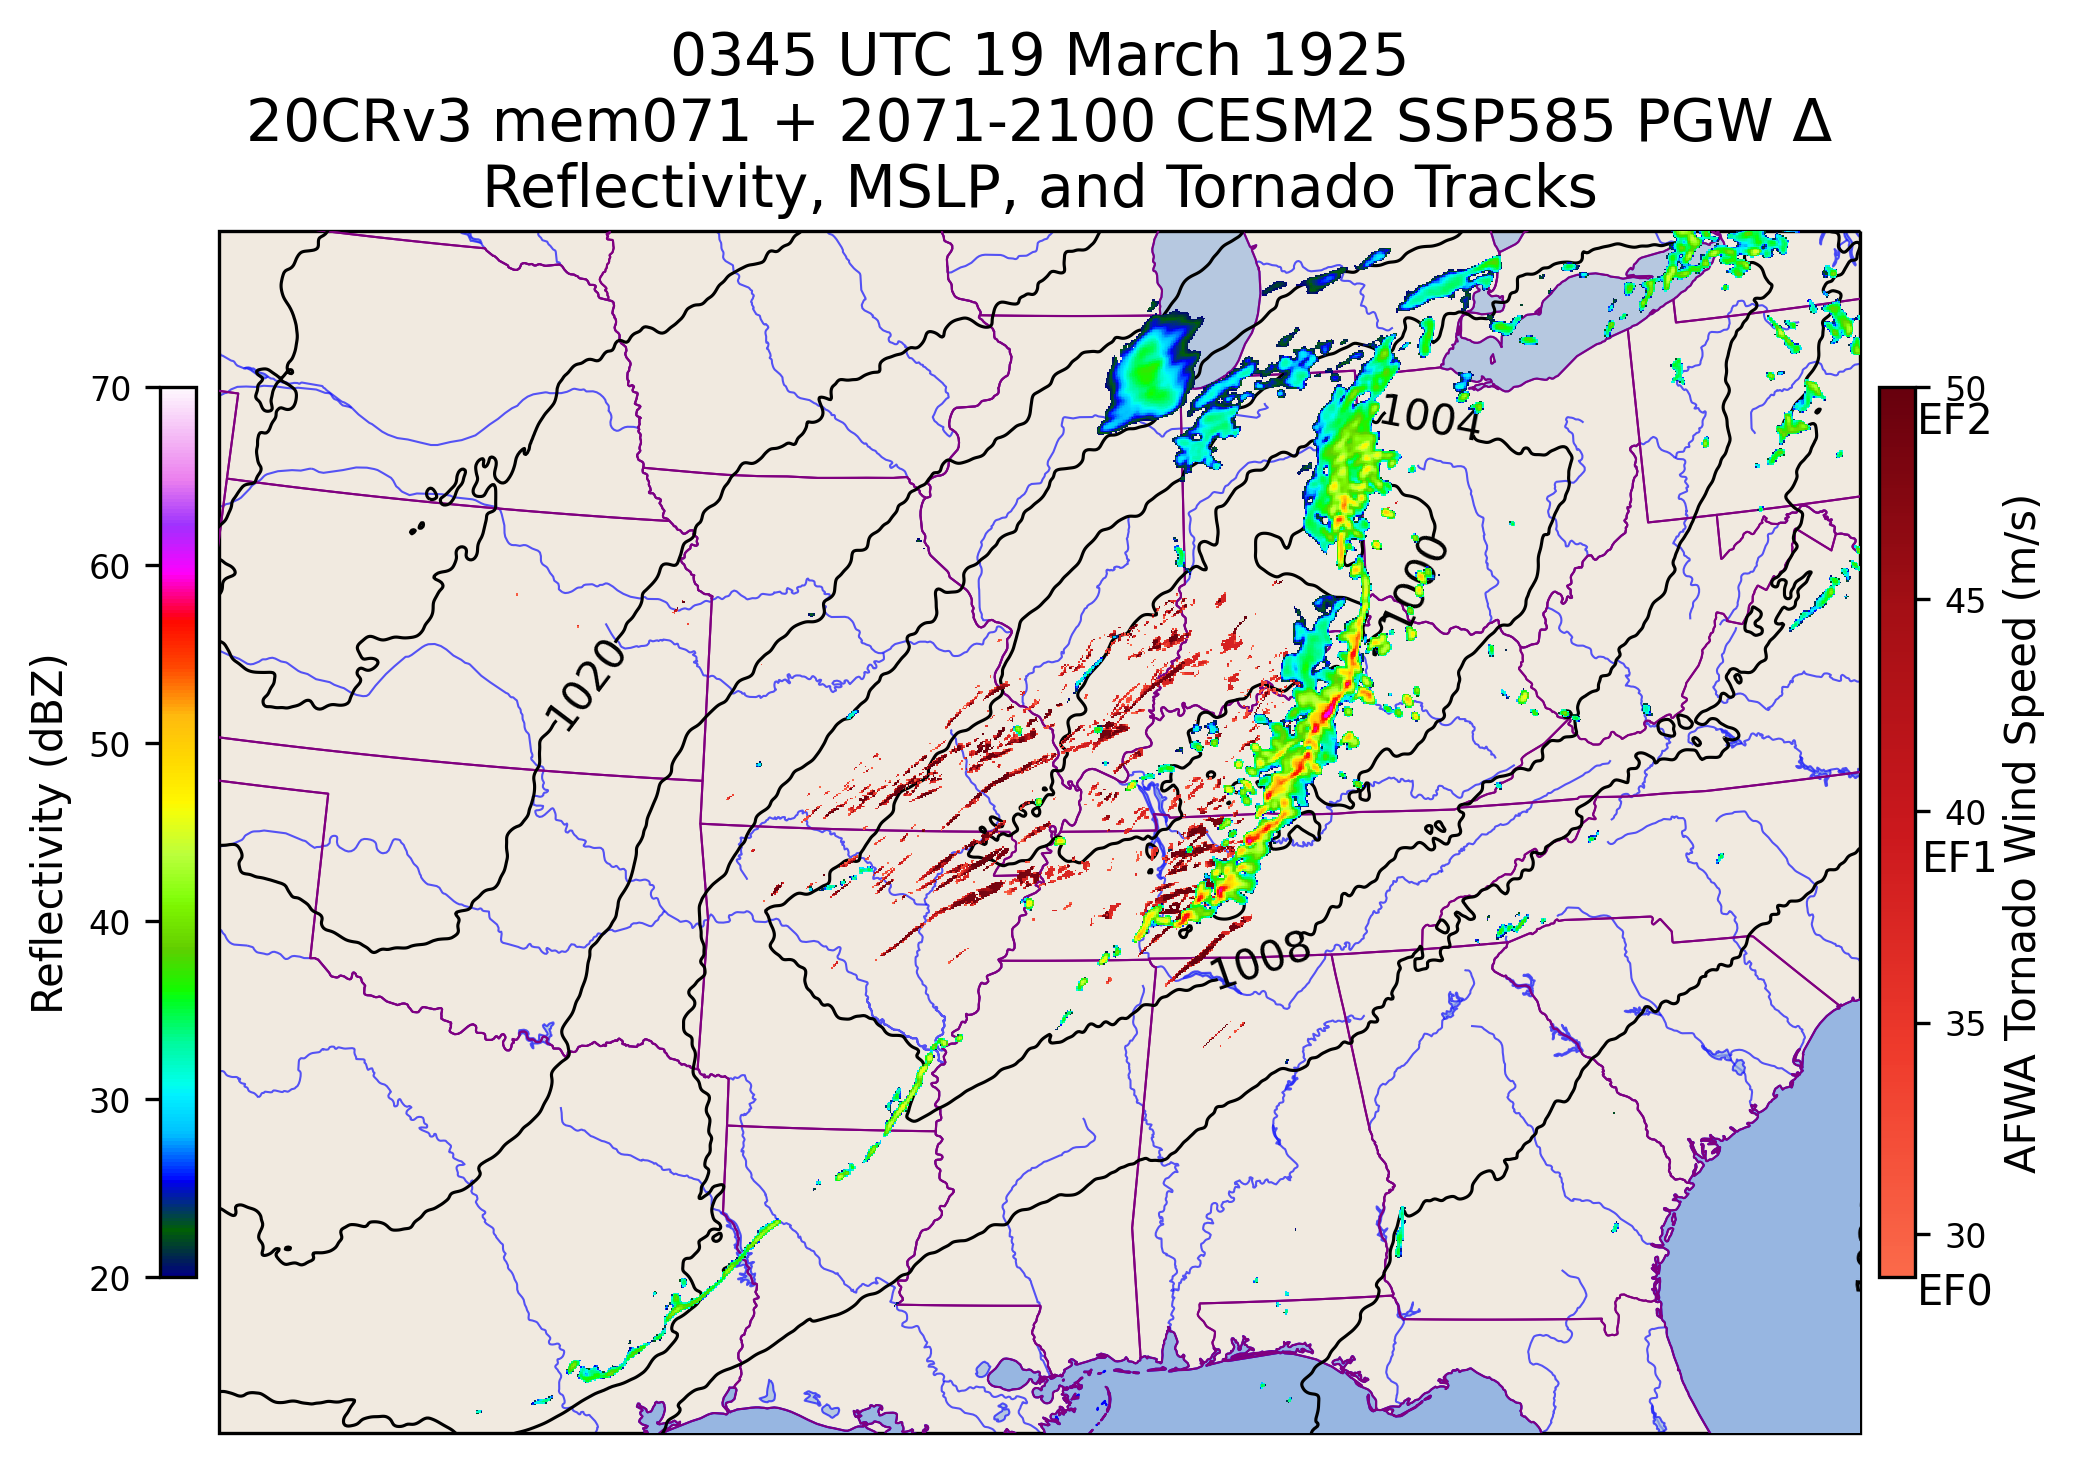 0345 UTC 19 March 1925
20CRv3 mem071 + 2071-2100 CESM2 SSP585 PGW Δ
Reflectivity, MSLP, and Tornado Tracks
Reflectivity (dBZ)
70
60
50
40
30
20
1020
1004
1000
1008
50
EF2
45
40
EF1
35
30
EF0
AFWA Tornado Wind Speed (m/s)